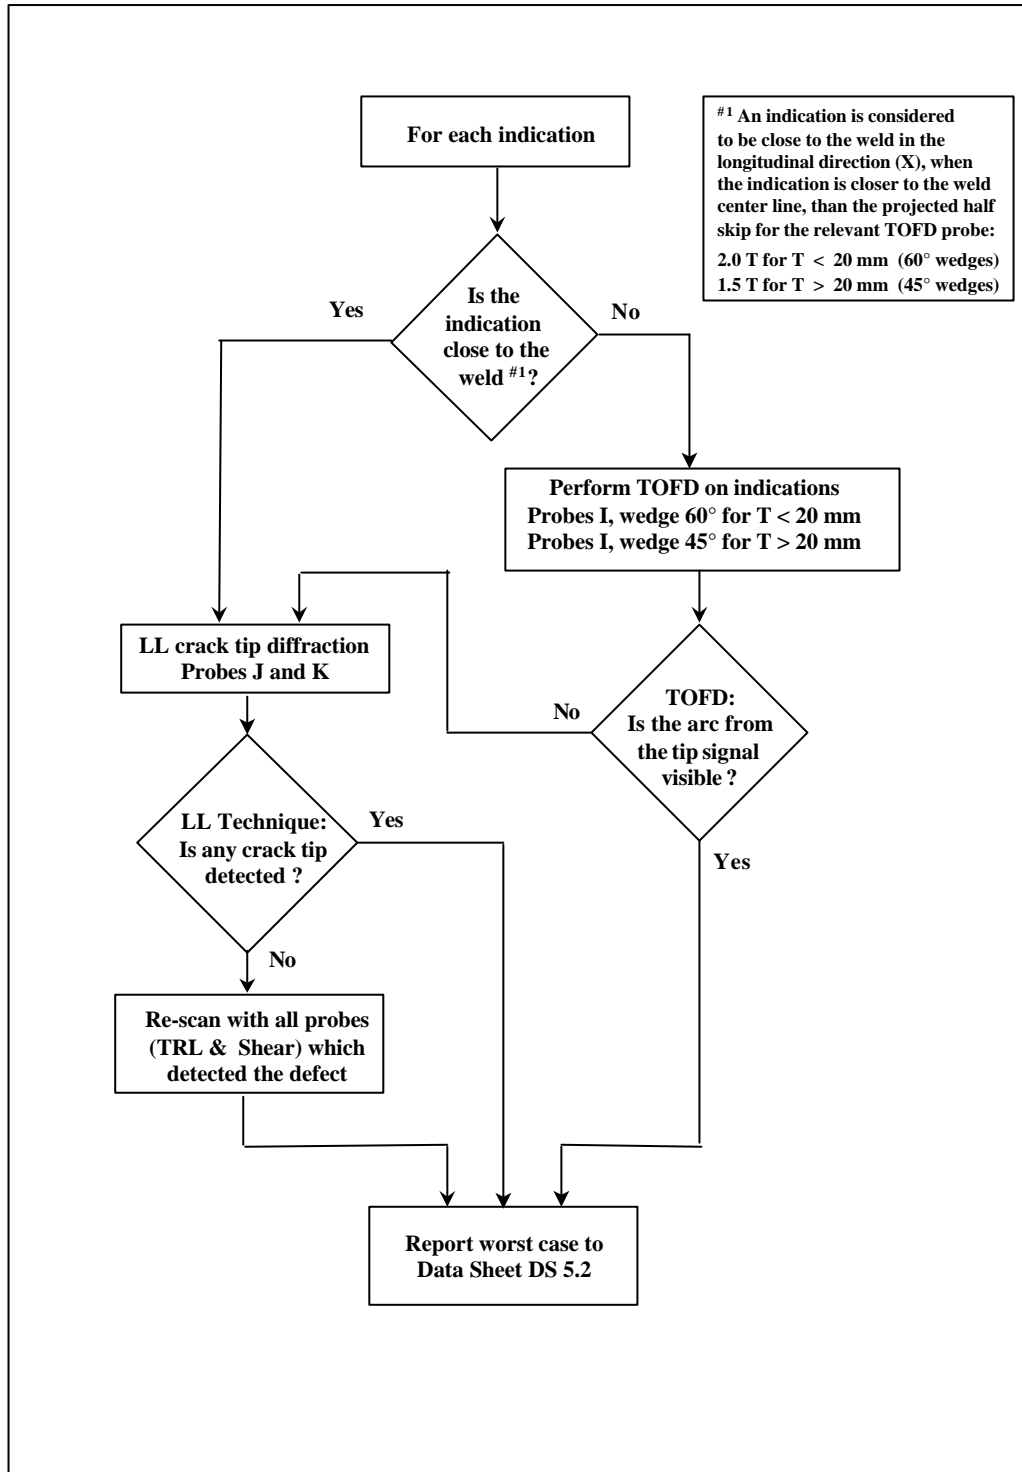 For each indication
#1 An indication is considered
to be close to the weld in the
longitudinal direction (X), when
the indication is closer to the weld
center line, than the projected half
skip for the relevant TOFD probe:
2.0 T for T < 20 mm (60° wedges)
1.5 T for T > 20 mm (45° wedges)
Is the
indication
close to the
weld #1?
Yes
No
Perform TOFD on indications
Probes I, wedge 60° for T < 20 mm
Probes I, wedge 45° for T > 20 mm
LL crack tip diffraction
Probes J and K
TOFD:
Is the arc from
the tip signal
visible ?
No
Yes
LL Technique:
Is any crack tip
detected ?
Yes
No
Re-scan with all probes
(TRL & Shear) which
detected the defect
Report worst case to
Data Sheet DS 5.2